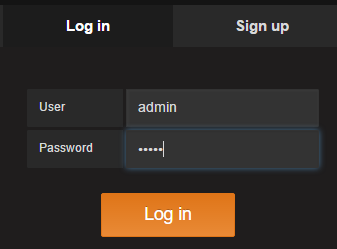 Log in Sign up
User admin
Password •••••
Log in